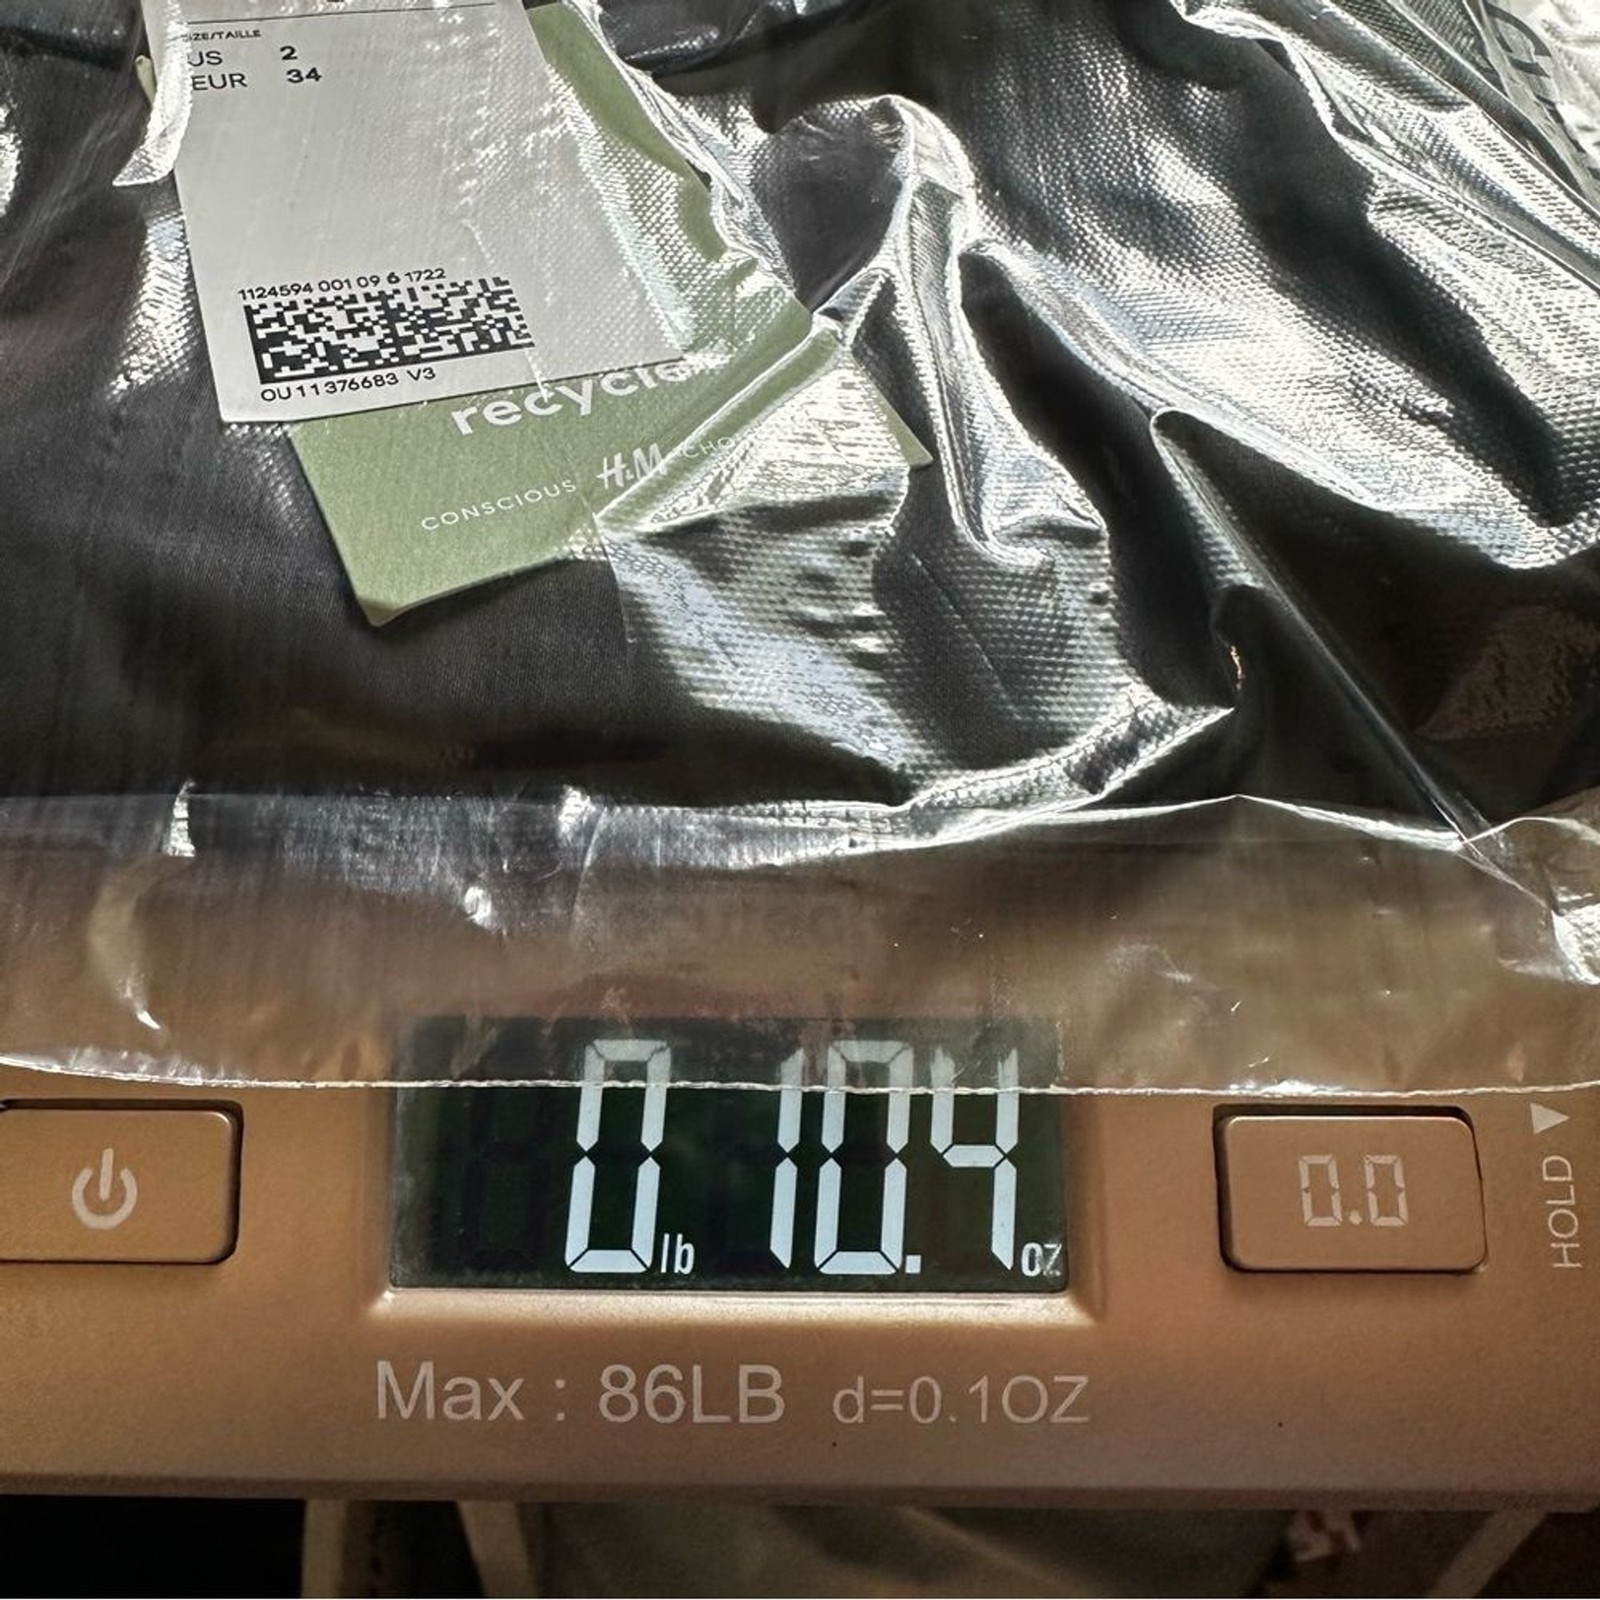 SIZE/TAILLE
US 2
EUR 34
1124594 001 09 6 1722
OU11376683 V3
CONSCIOUS H&M
0 lb 10.4 oz
0.0
HOLD
Max : 86LB d=0.1OZ